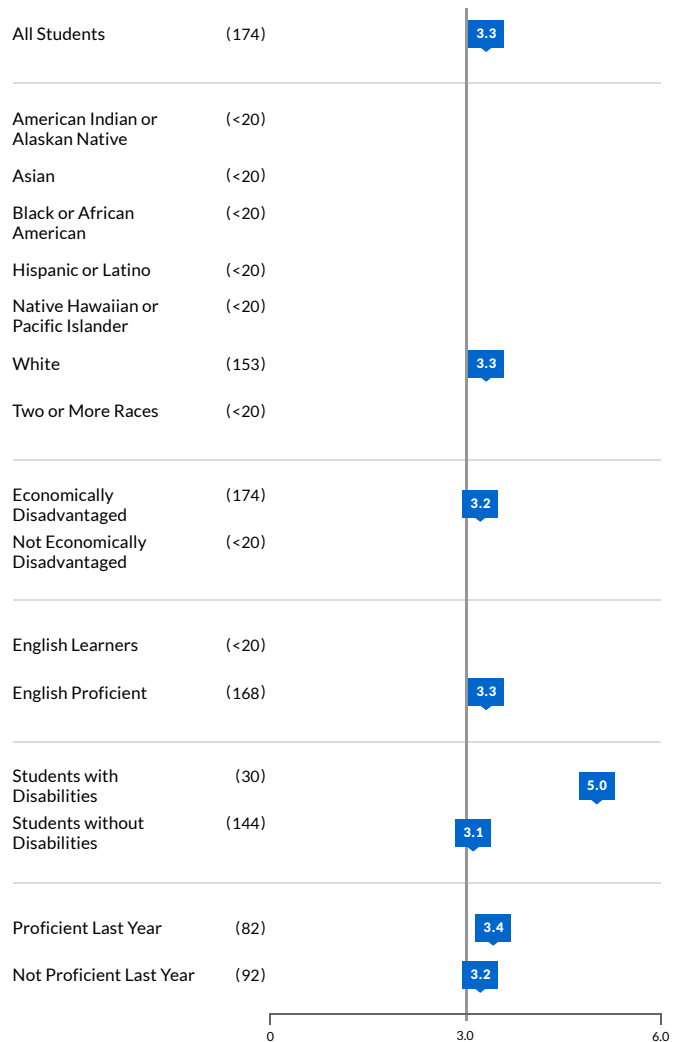 All Students (174) 3.3
American Indian or (<20)
Alaskan Native
Asian (<20)
Black or African (<20)
American
Hispanic or Latino (<20)
Native Hawaiian or (<20)
Pacific Islander
White (153) 3.3
Two or More Races (<20)
Economically (174) 3.2
Disadvantaged
Not Economically (<20)
Disadvantaged
English Learners (<20)
English Proficient (168) 3.3
Students with (30) 5.0
Disabilities
Students without (144) 3.1
Disabilities
Proficient Last Year (82) 3.4
Not Proficient Last Year (92) 3.2
0 3.0 6.0